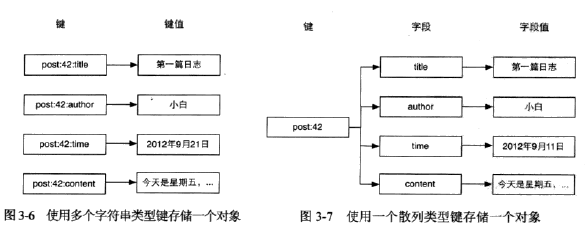 键 键值
post:42:title 第一篇日志
post:42:author 小白
post:42:time 2012年9月21日
post:42:content 今天是星期五，...
图 3-6 使用多个字符串类型键存储一个对象
键 字段 字段值
title 第一篇日志
author 小白
post:42
time 2012年9月11日
content 今天是星期五，...
图 3-7 使用一个散列类型键存储一个对象